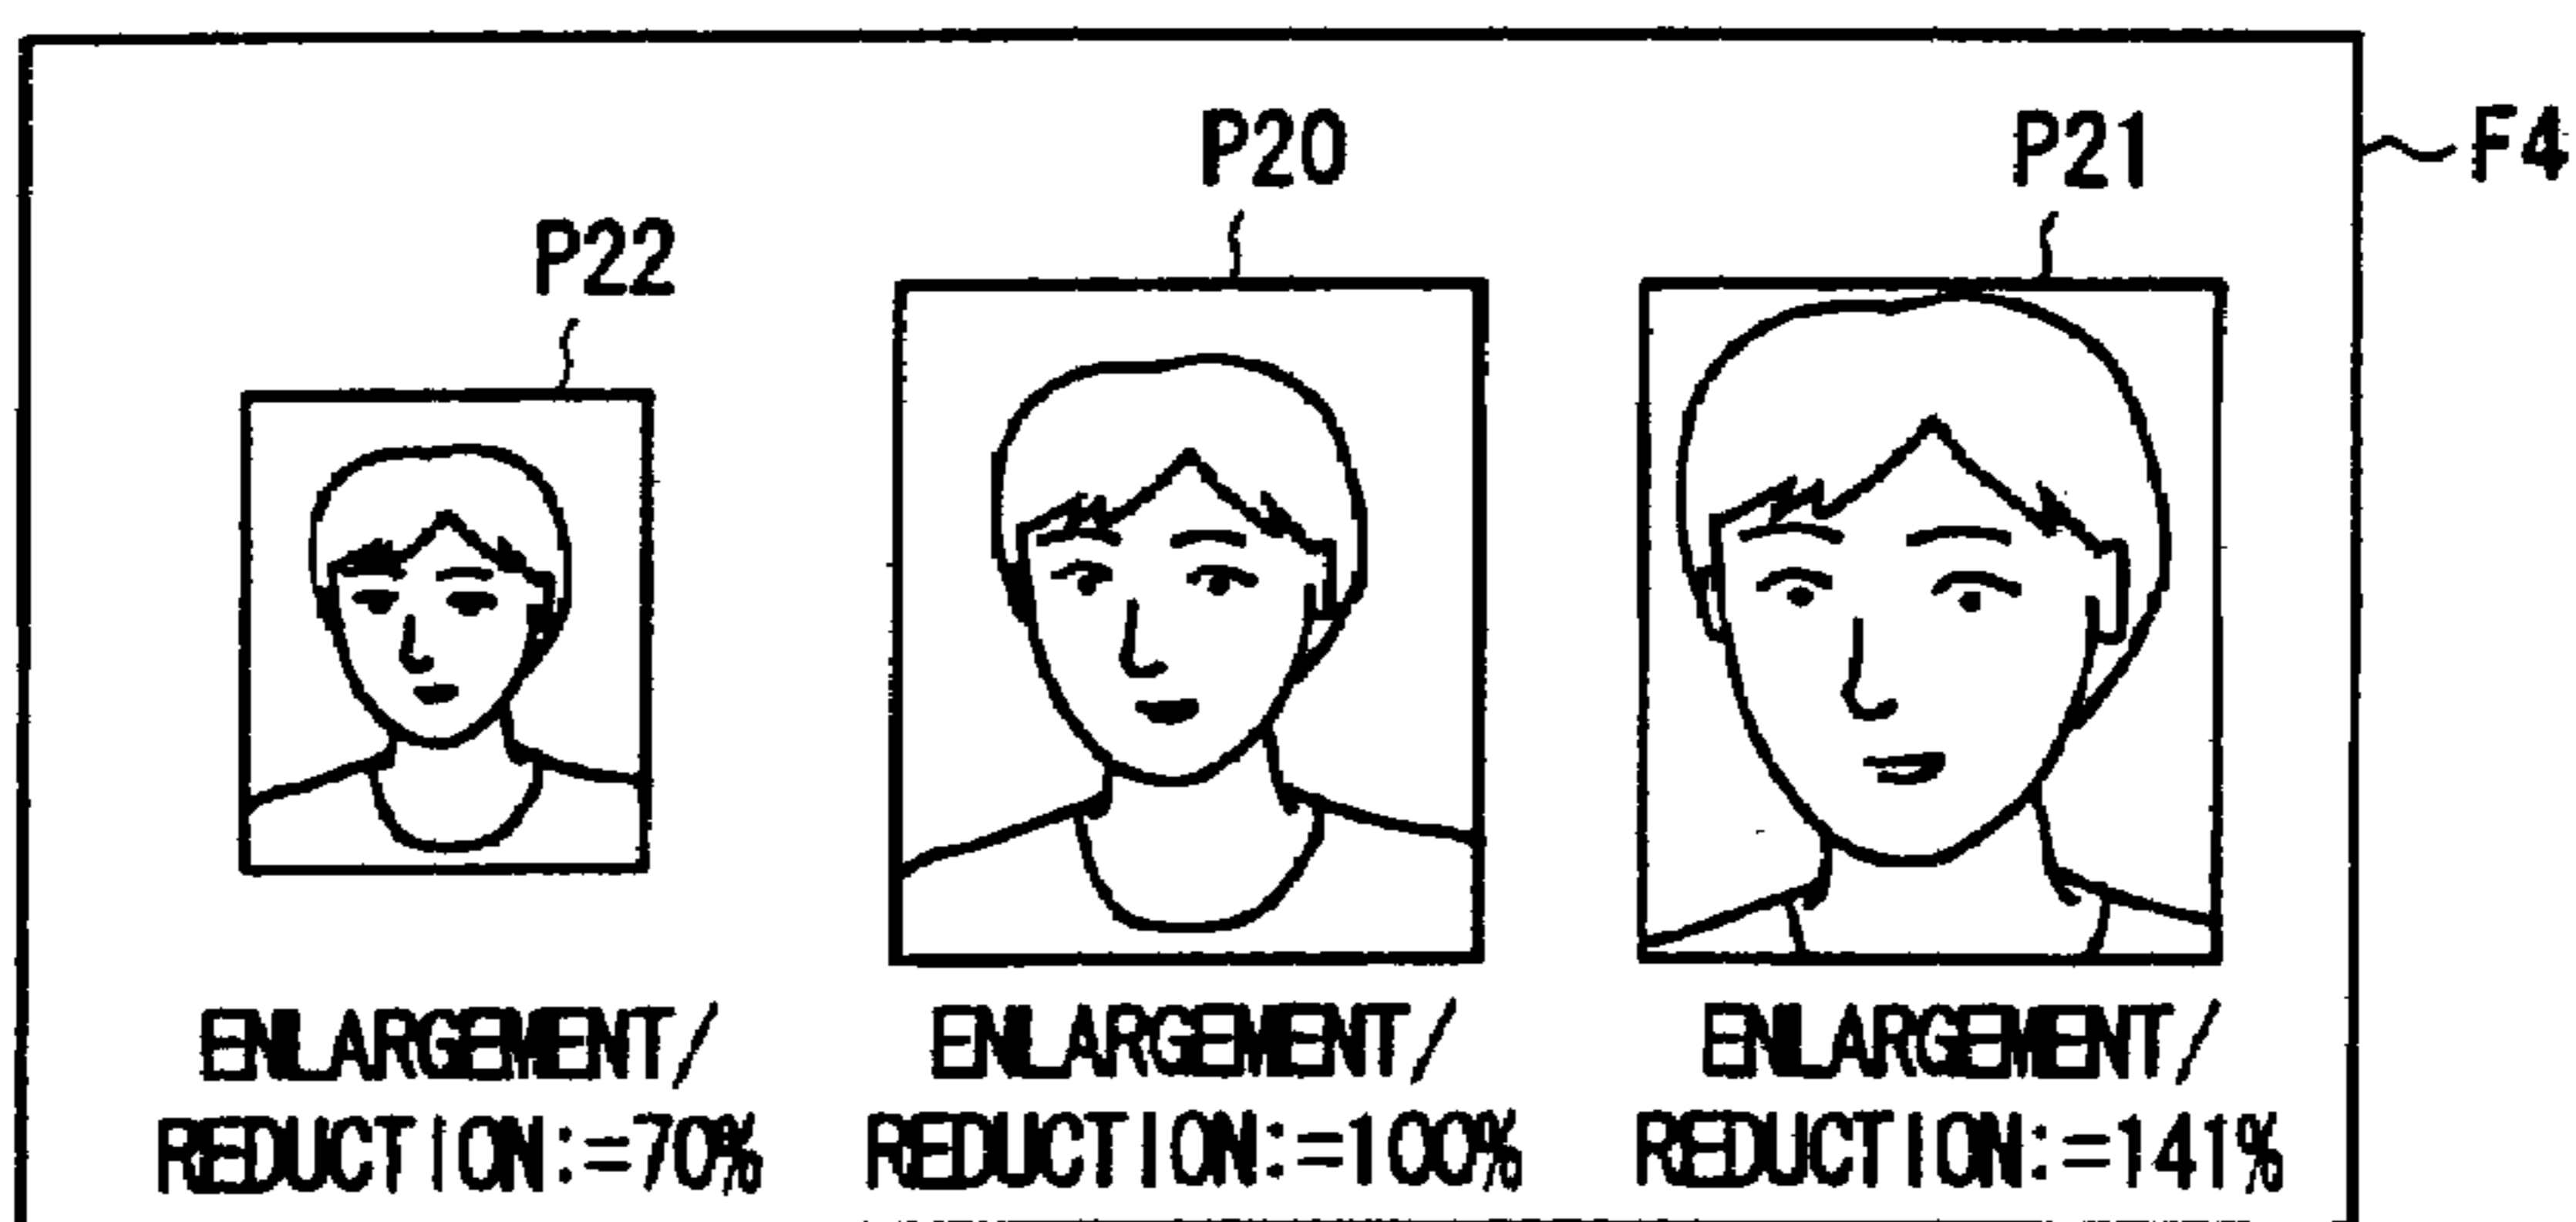 P20
P21
F4
P22
ENLARGEMENT/
REDUCTION:=70%
ENLARGEMENT/
REDUCTION:=100%
ENLARGEMENT/
REDUCTION:=141%